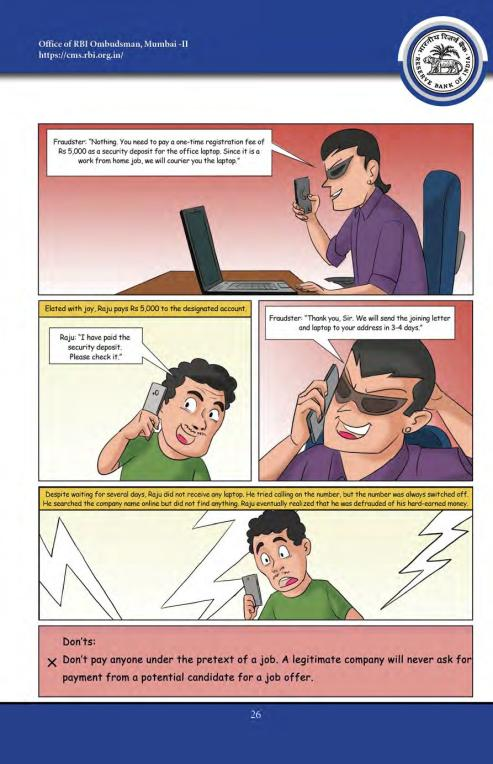 Office of RBI Ombudsman, Mumbai -II
https://cms.rbi.org.in/
भारतीय रिज़र्व बैंक
RESERVE BANK OF INDIA
Fraudster: "Nothing. You need to pay a one-time registration fee of
Rs 5,000 as a security deposit for the office laptop. Since it is a
work from home job, we will courier you the laptop."
Elated with joy, Raju pays Rs 5,000 to the designated account.
Raju: "I have paid the
security deposit.
Please check it."
Fraudster: "Thank you, Sir. We will send the joining letter
and laptop to your address in 3-4 days."
Despite waiting for several days, Raju did not receive any laptop. He tried calling on the number, but the number was always switched off.
He searched the company name online but did not find anything. Raju eventually realized that he was defrauded of his hard-earned money.
Don'ts:
× Don't pay anyone under the pretext of a job. A legitimate company will never ask for
payment from a potential candidate for a job offer.
26